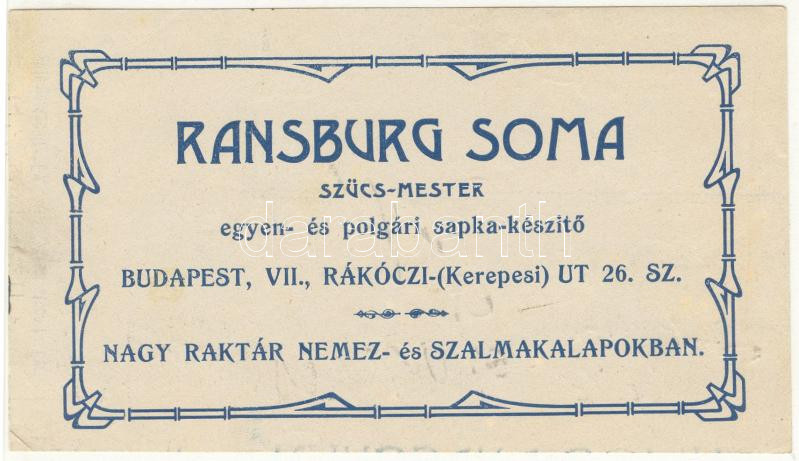 RANSBURG SOMA
SZÜCS-MESTER
egyen- és polgári sapka-készitő
darabanth
BUDAPEST, VII., RÁKÓCZI-(Kerepesi) UT 26. SZ.
NAGY RAKTÁR NEMEZ- és SZALMAKALAPOKBAN.